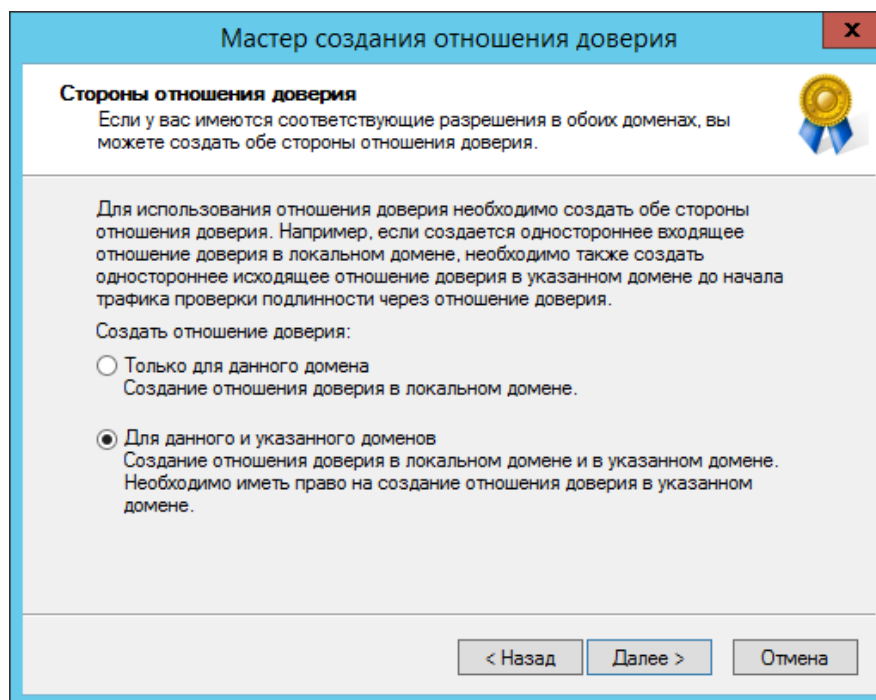 Мастер создания отношения доверия
x
Стороны отношения доверия
Если у вас имеются соответствующие разрешения в обоих доменах, вы
можете создать обе стороны отношения доверия.
Для использования отношения доверия необходимо создать обе стороны
отношения доверия. Например, если создается одностороннее входящее
отношение доверия в локальном домене, необходимо также создать
одностороннее исходящее отношение доверия в указанном домене до начала
трафика проверки подлинности через отношение доверия.
Создать отношение доверия:
Только для данного домена
Создание отношения доверия в локальном домене.
Для данного и указанного доменов
Создание отношения доверия в локальном домене и в указанном домене.
Необходимо иметь право на создание отношения доверия в указанном
домене.
< Назад Далее > Отмена